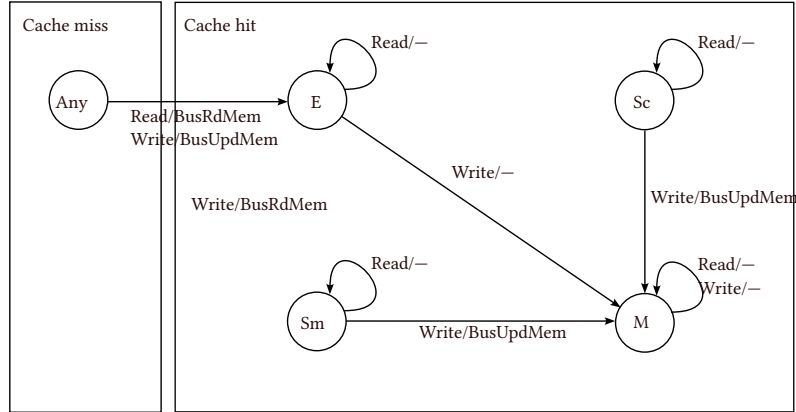 Cache miss
Cache hit
Read/—
Read/—
Any
E
Sc
Read/BusRdMem
Write/BusUpdMem
Write/—
Write/BusUpdMem
Write/BusRdMem
Read/—
Read/—
Write/—
Sm
M
Write/BusUpdMem